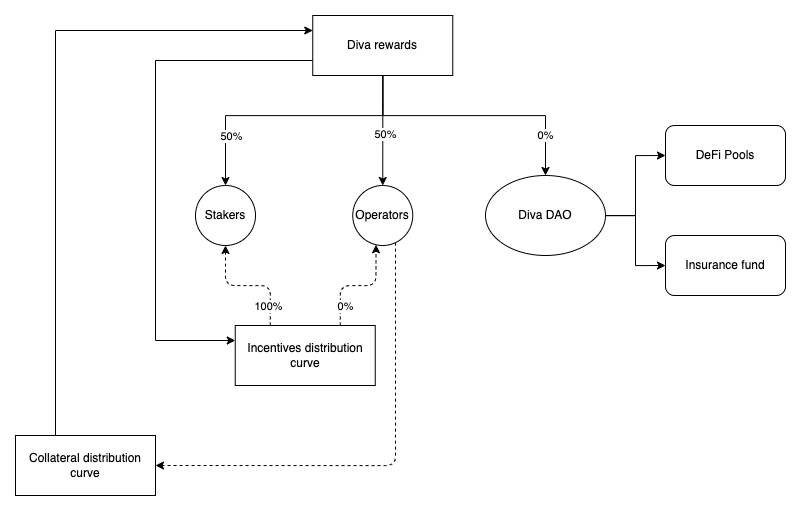 Diva rewards
50%
50%
0%
DeFi Pools
Stakers
Operators
Diva DAO
Insurance fund
100%
0%
Incentives distribution
curve
Collateral distribution
curve